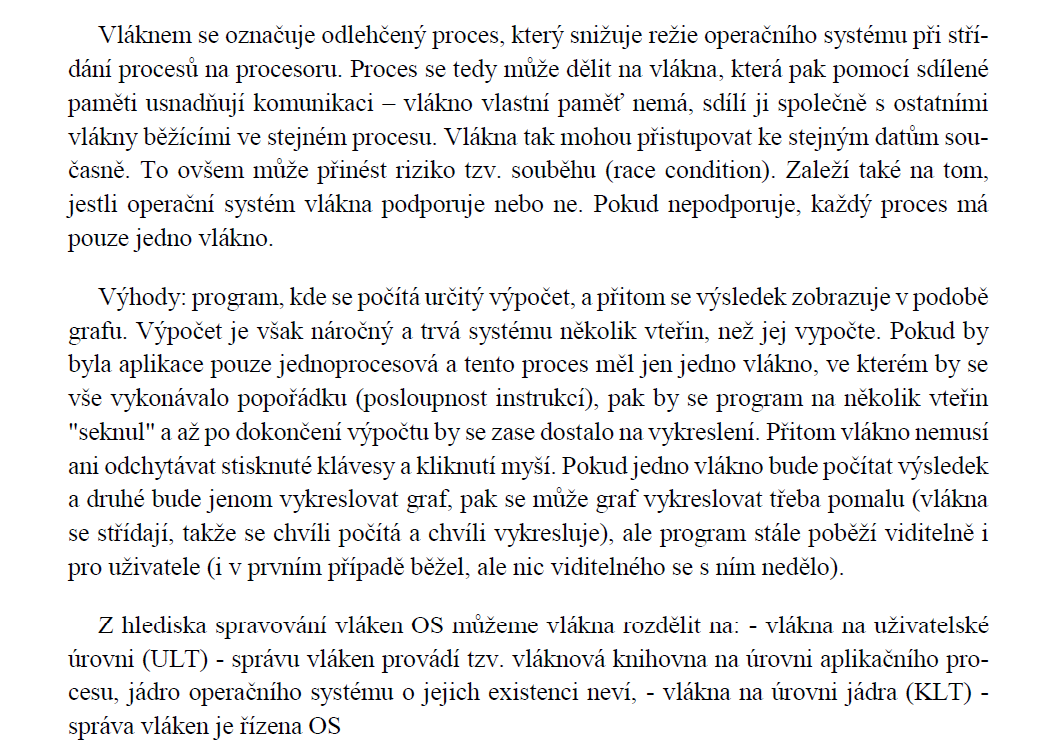 Vláknem se označuje odlehčený proces, který snižuje režie operačního systému při stří-
dání procesů na procesoru. Proces se tedy může dělit na vlákna, která pak pomocí sdílené
paměti usnadňují komunikaci – vlákno vlastní paměť nemá, sdílí ji společně s ostatními
vlákny běžícími ve stejném procesu. Vlákna tak mohou přistupovat ke stejným datům sou-
časně. To ovšem může přinést riziko tzv. souběhu (race condition). Zaleží také na tom,
jestli operační systém vlákna podporuje nebo ne. Pokud nepodporuje, každý proces má
pouze jedno vlákno.
Výhody: program, kde se počítá určitý výpočet, a přitom se výsledek zobrazuje v podobě
grafu. Výpočet je však náročný a trvá systému několik vteřin, než jej vypočte. Pokud by
byla aplikace pouze jednoprocesová a tento proces měl jen jedno vlákno, ve kterém by se
vše vykonávalo popořádku (posloupnost instrukcí), pak by se program na několik vteřin
"seknul" a až po dokončení výpočtu by se zase dostalo na vykreslení. Přitom vlákno nemusí
ani odchytávat stisknuté klávesy a kliknutí myší. Pokud jedno vlákno bude počítat výsledek
a druhé bude jenom vykreslovat graf, pak se může graf vykreslovat třeba pomalu (vlákna
se střídají, takže se chvíli počítá a chvíli vykresluje), ale program stále poběží viditelně i
pro uživatele (i v prvním případě běžel, ale nic viditelného se s ním nedělo).
Z hlediska spravování vláken OS můžeme vlákna rozdělit na: - vlákna na uživatelské
úrovni (ULT) - správu vláken provádí tzv. vláknová knihovna na úrovni aplikačního pro-
cesu, jádro operačního systému o jejich existenci neví, - vlákna na úrovni jádra (KLT) -
správa vláken je řízena OS